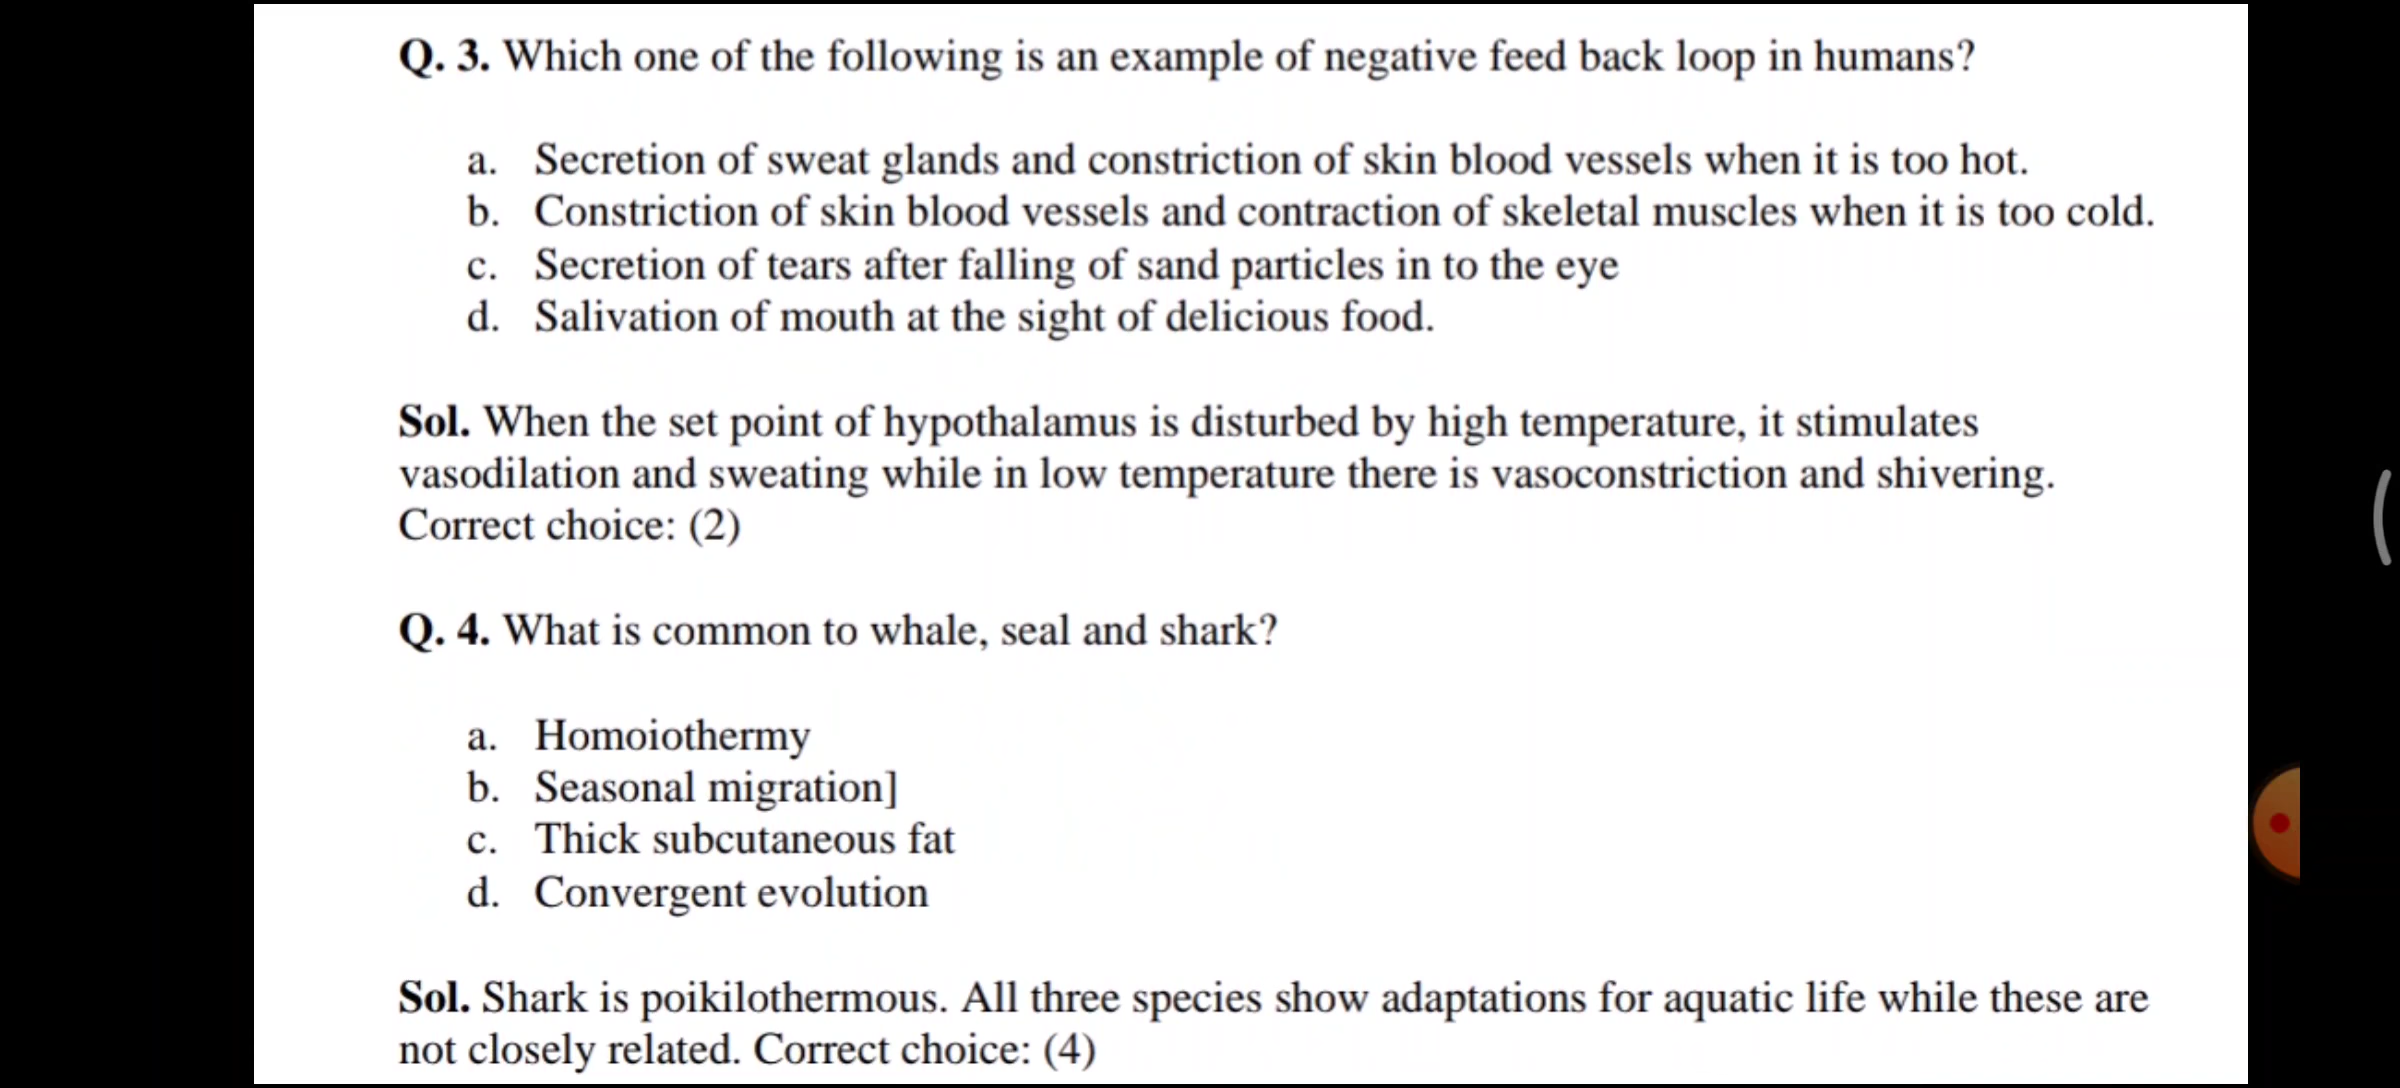 Q. 3. Which one of the following is an example of negative feed back loop in humans?
a. Secretion of sweat glands and constriction of skin blood vessels when it is too hot.
b. Constriction of skin blood vessels and contraction of skeletal muscles when it is too cold.
c. Secretion of tears after falling of sand particles in to the eye
d. Salivation of mouth at the sight of delicious food.
Sol. When the set point of hypothalamus is disturbed by high temperature, it stimulates
vasodilation and sweating while in low temperature there is vasoconstriction and shivering.
Correct choice: (2)
Q. 4. What is common to whale, seal and shark?
a. Homoiothermy
b. Seasonal migration]
c. Thick subcutaneous fat
d. Convergent evolution
Sol. Shark is poikilothermous. All three species show adaptations for aquatic life while these are
not closely related. Correct choice: (4)